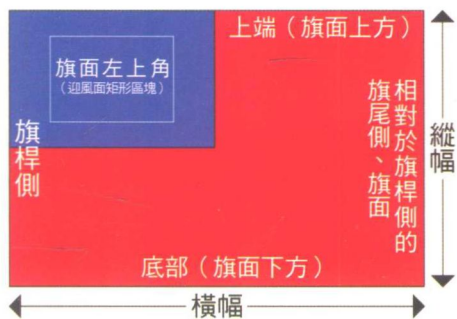 上端（旗面上方）
旗面左上角
（迎風面矩形區塊）
旗桿側
相對於旗桿側的
旗尾側、旗面
縱幅
底部（旗面下方）
橫幅